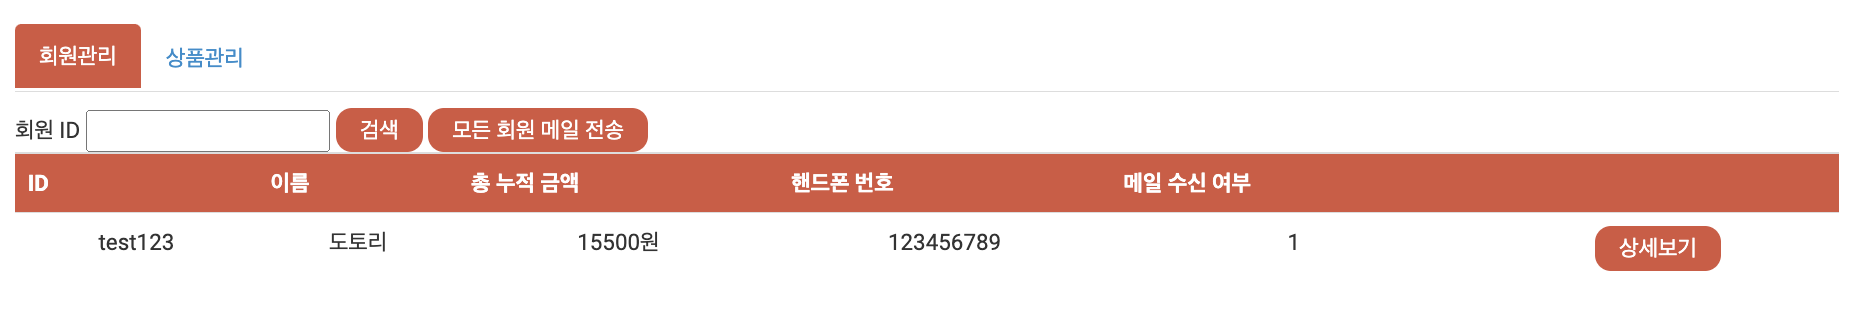 회원관리 상품관리
회원 ID 검색 모든 회원 메일 전송
ID 이름 총 누적 금액 핸드폰 번호 메일 수신 여부
test123 도토리 15500원 123456789 1 상세보기